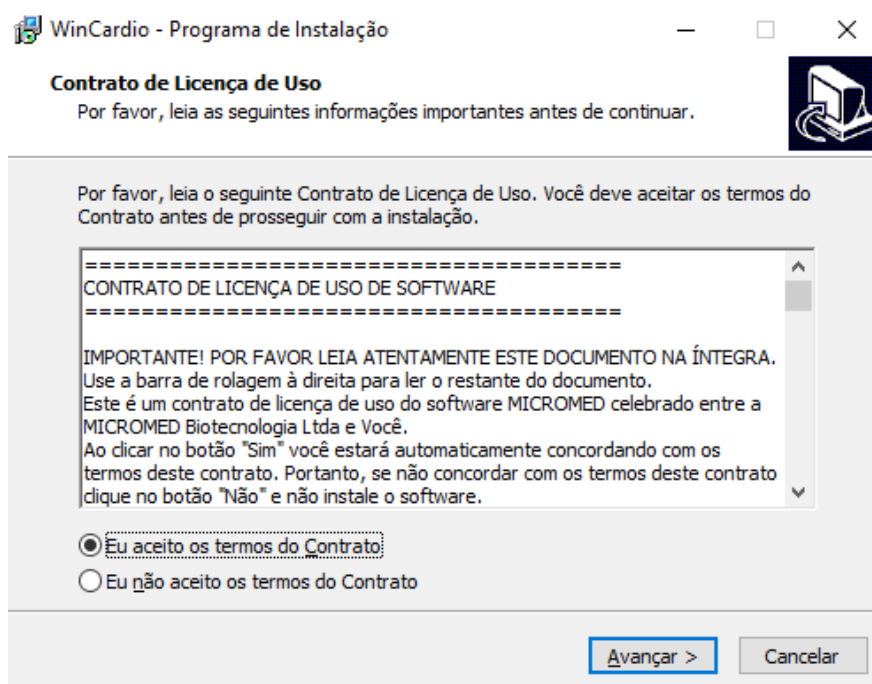 WinCardio - Programa de Instalação
Contrato de Licença de Uso
Por favor, leia as seguintes informações importantes antes de continuar.
Por favor, leia o seguinte Contrato de Licença de Uso. Você deve aceitar os termos do
Contrato antes de prosseguir com a instalação.
======================================
CONTRATO DE LICENÇA DE USO DE SOFTWARE
======================================
IMPORTANTE! POR FAVOR LEIA ATENTAMENTE ESTE DOCUMENTO NA ÍNTEGRA.
Use a barra de rolagem à direita para ler o restante do documento.
Este é um contrato de licença de uso do software MICROMED celebrado entre a
MICROMED Biotecnologia Ltda e Você.
Ao clicar no botão "Sim" você estará automaticamente concordando com os
termos deste contrato. Portanto, se não concordar com os termos deste contrato
clique no botão "Não" e não instale o software.
Eu aceito os termos do Contrato
Eu não aceito os termos do Contrato
Avançar >
Cancelar